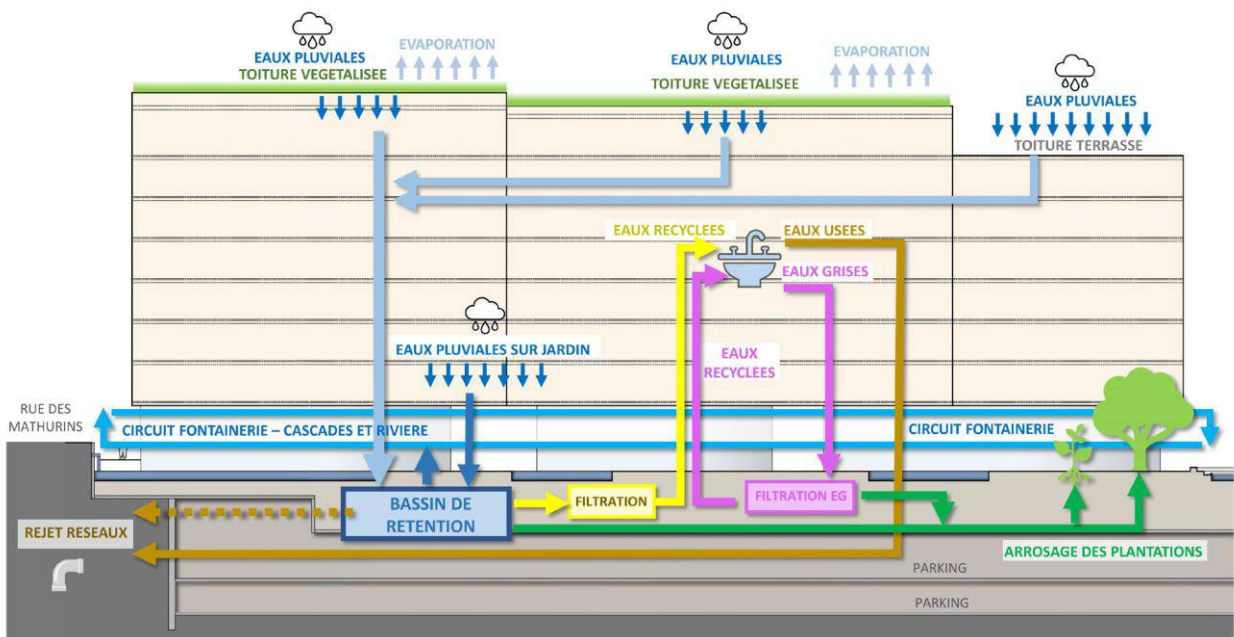 EVAPORATION
EAUX PLUVIALES
TOITURE VEGETALISEE
EAUX PLUVIALES
TOITURE VEGETALISEE
EVAPORATION
EAUX PLUVIALES
TOITURE TERRASSE
EAUX RECYCLEES
EAUX USEES
EAUX GRISES
EAUX PLUVIALES SUR JARDIN
EAUX
RECYCLEES
RUE DES
MATHURINS
CIRCUIT FONTAINERIE – CASCADES ET RIVIERE
CIRCUIT FONTAINERIE
BASSIN DE
RETENTION
FILTRATION
FILTRATION EG
REJET RESEAUX
ARROSAGE DES PLANTATIONS
PARKING
PARKING